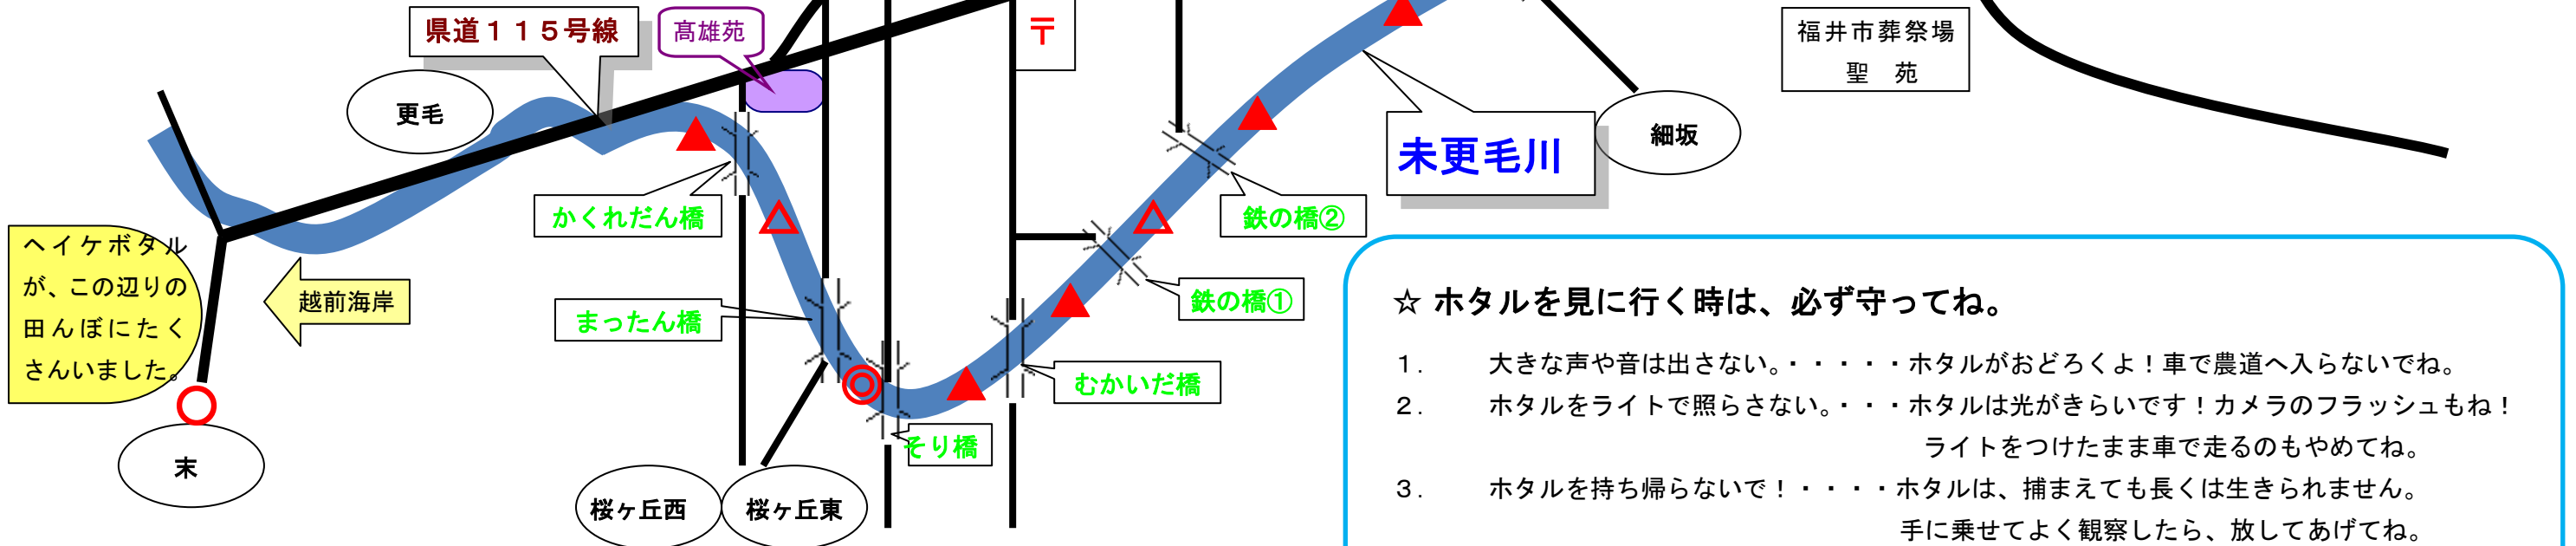 県道１１５号線
髙雄苑
〒
福井市葬祭場
聖　苑
更毛
細坂
未更毛川
かくれだん橋
鉄の橋②
ヘイケボタル
が、この辺りの
田んぼにたく
さんいました。
越前海岸
まったん橋
鉄の橋①
むかいだ橋
そり橋
末
桜ヶ丘西
桜ヶ丘東
☆ ホタルを見に行く時は、必ず守ってね。
１．　大きな声や音は出さない。・・・・・ホタルがおどろくよ！車で農道へ入らないでね。
２．　ホタルをライトで照らさない。・・・ホタルは光がきらいです！カメラのフラッシュもね！
ライトをつけたまま車で走るのもやめてね。
３．　ホタルを持ち帰らないで！・・・・ホタルは、捕まえても長くは生きられません。
手に乗せてよく観察したら、放してあげてね。